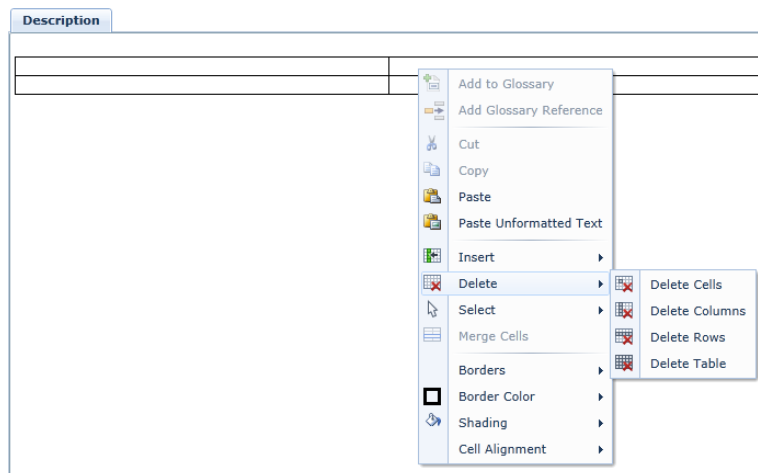 Description
Add to Glossary
Add Glossary Reference
Cut
Copy
Paste
Paste Unformatted Text
Insert
Delete
Select
Merge Cells
Borders
Border Color
Shading
Cell Alignment
Delete Cells
Delete Columns
Delete Rows
Delete Table